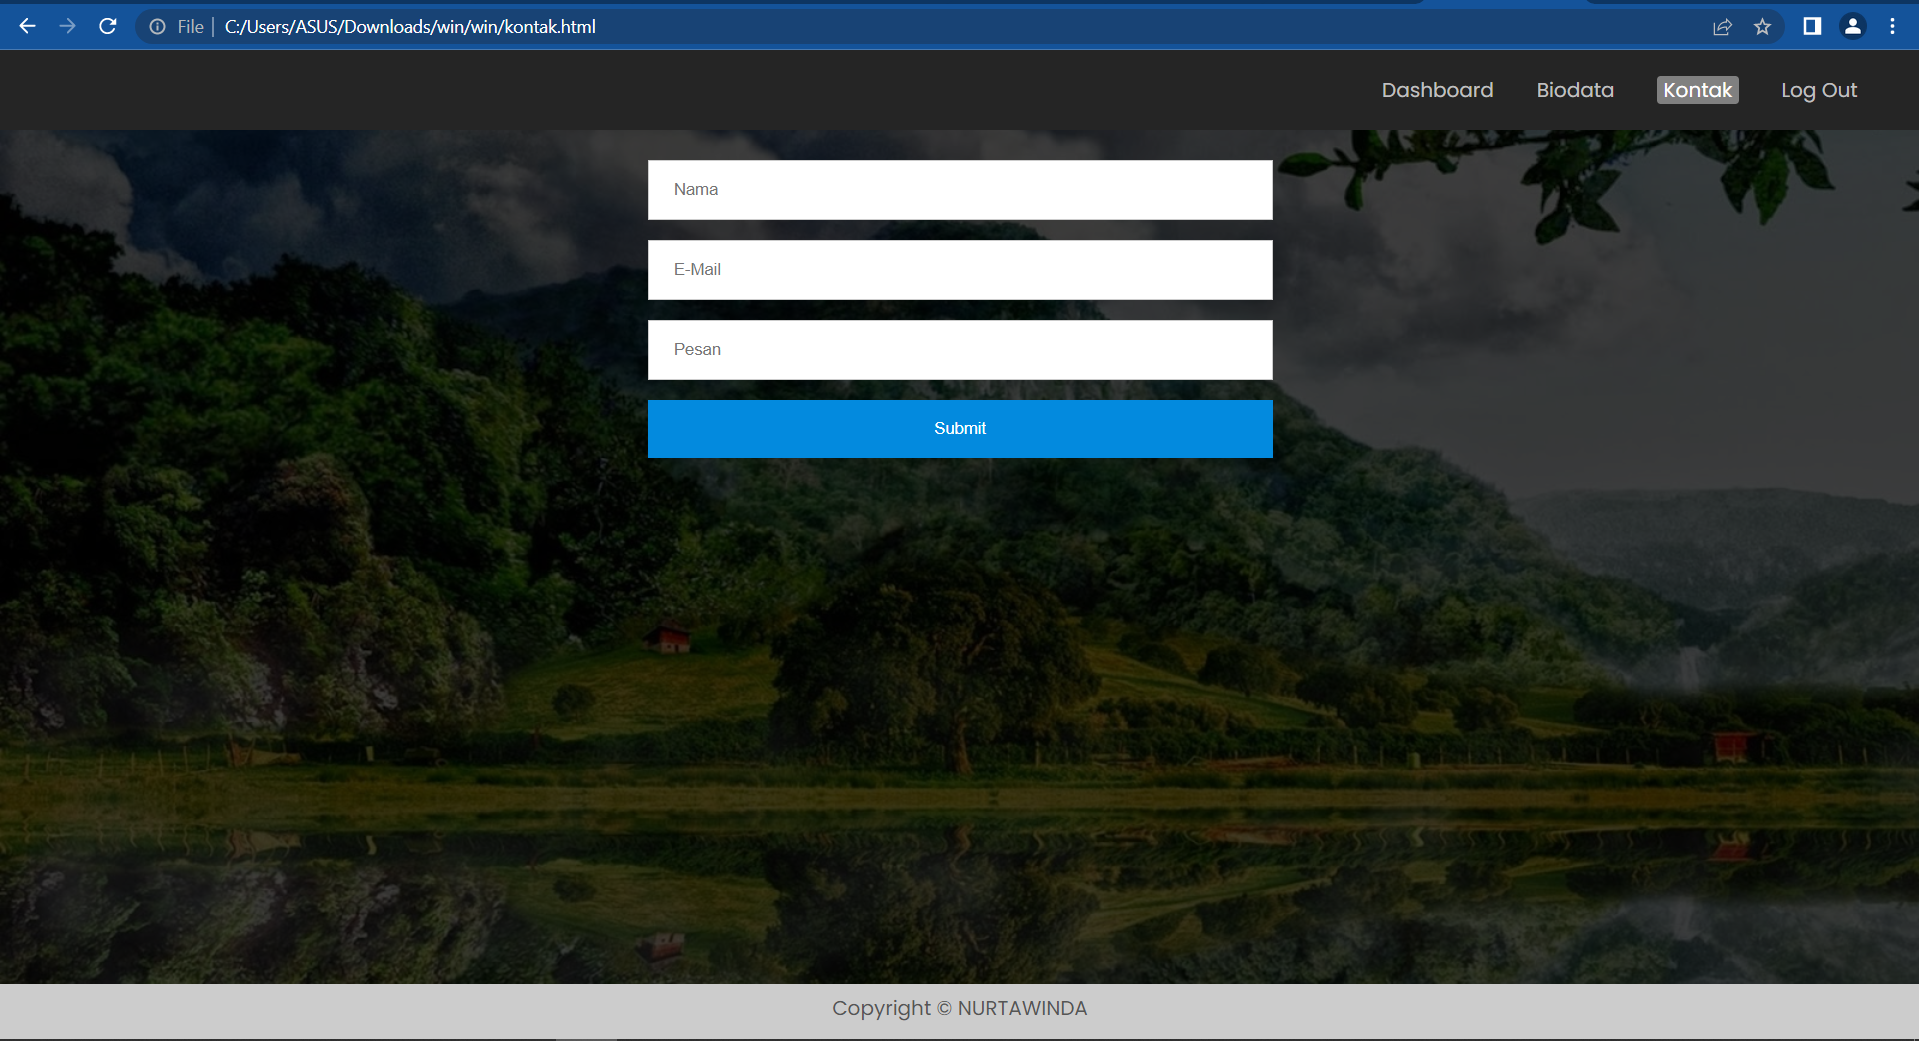 File | C:/Users/ASUS/Downloads/win/win/kontak.html
Dashboard Biodata Kontak Log Out
Nama
E-Mail
Pesan
Submit
Copyright © NURTAWINDA